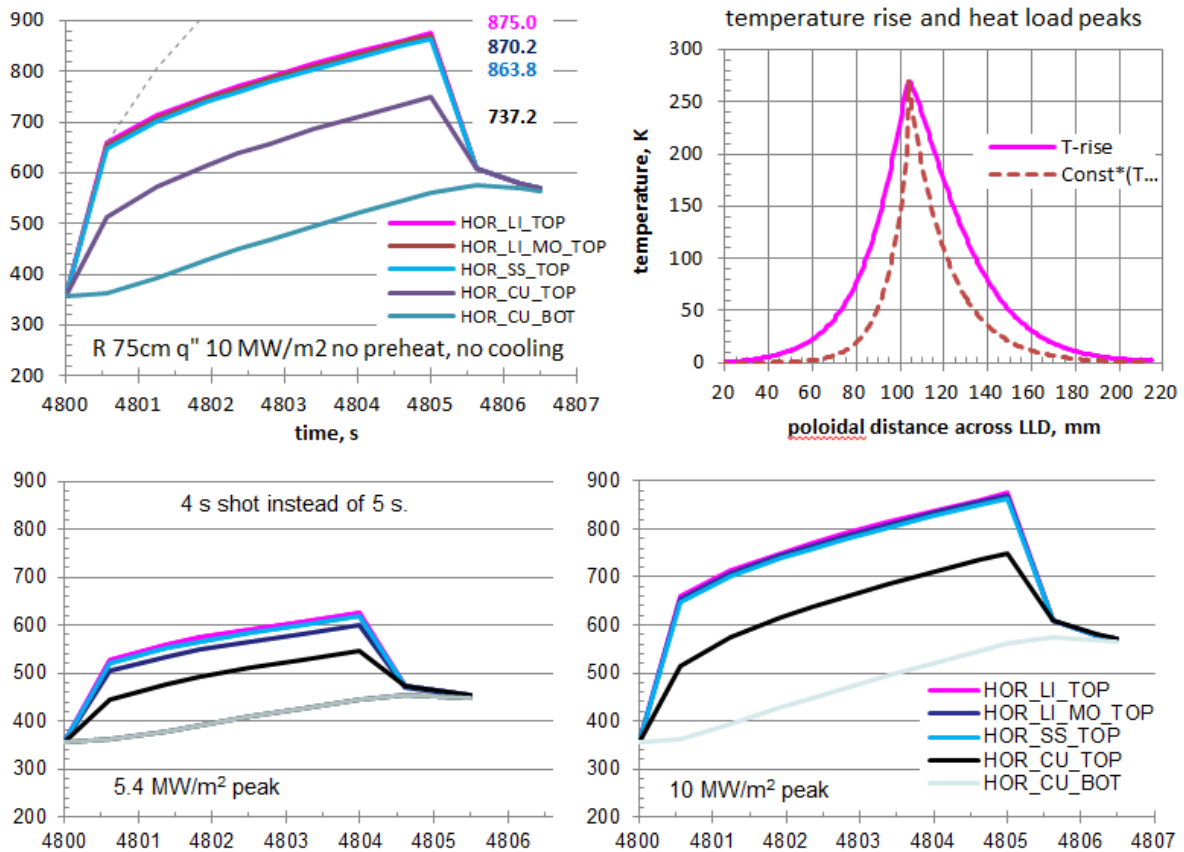 900
800
700
600
500
400
300
200
875.0
870.2
863.8
737.2
HOR_LI_TOP
HOR_LI_MO_TOP
HOR_SS_TOP
HOR_CU_TOP
HOR_CU_BOT
R 75cm q" 10 MW/m2 no preheat, no cooling
4800 4801 4802 4803 4804 4805 4806 4807
time, s
temperature rise and heat load peaks
temperature, K
300
250
200
150
100
50
0
T-rise
Const*(T...
20 40 60 80 100 120 140 160 180 200 220
poloidal distance across LLD, mm
900
800
700
600
500
400
300
200
4 s shot instead of 5 s.
5.4 MW/m² peak
4800 4801 4802 4803 4804 4805 4806
900
800
700
600
500
400
300
200
HOR_LI_TOP
HOR_LI_MO_TOP
HOR_SS_TOP
HOR_CU_TOP
HOR_CU_BOT
10 MW/m² peak
4800 4801 4802 4803 4804 4805 4806 4807